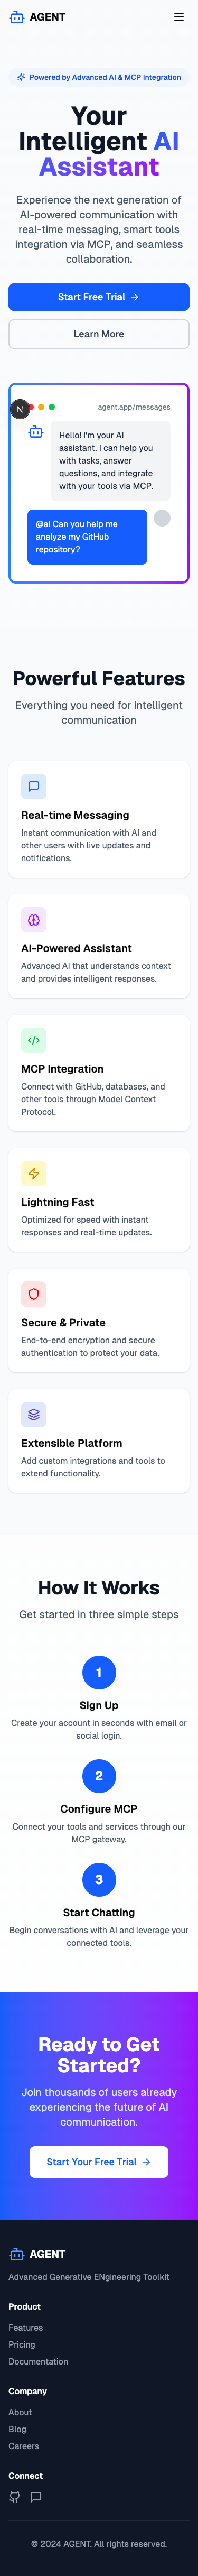 AGENT
Powered by Advanced AI & MCP Integration
Your
Intelligent AI
Assistant
Experience the next generation of
AI-powered communication with
real-time messaging, smart tools
integration via MCP, and seamless
collaboration.
Start Free Trial
Learn More
N
agent.app/messages
Hello! I'm your AI
assistant. I can help you
with tasks, answer
questions, and integrate
with your tools via MCP.
@ai Can you help me
analyze my GitHub
repository?
Powerful Features
Everything you need for intelligent
communication
Real-time Messaging
Instant communication with AI and
other users with live updates and
notifications.
AI-Powered Assistant
Advanced AI that understands context
and provides intelligent responses.
MCP Integration
Connect with GitHub, databases, and
other tools through Model Context
Protocol.
Lightning Fast
Optimized for speed with instant
responses and real-time updates.
Secure & Private
End-to-end encryption and secure
authentication to protect your data.
Extensible Platform
Add custom integrations and tools to
extend functionality.
How It Works
Get started in three simple steps
1
Sign Up
Create your account in seconds with email or
social login.
2
Configure MCP
Connect your tools and services through our
MCP gateway.
3
Start Chatting
Begin conversations with AI and leverage your
connected tools.
Ready to Get
Started?
Join thousands of users already
experiencing the future of AI
communication.
Start Your Free Trial
AGENT
Advanced Generative ENgineering Toolkit
Product
Features
Pricing
Documentation
Company
About
Blog
Careers
Connect
© 2024 AGENT. All rights reserved.